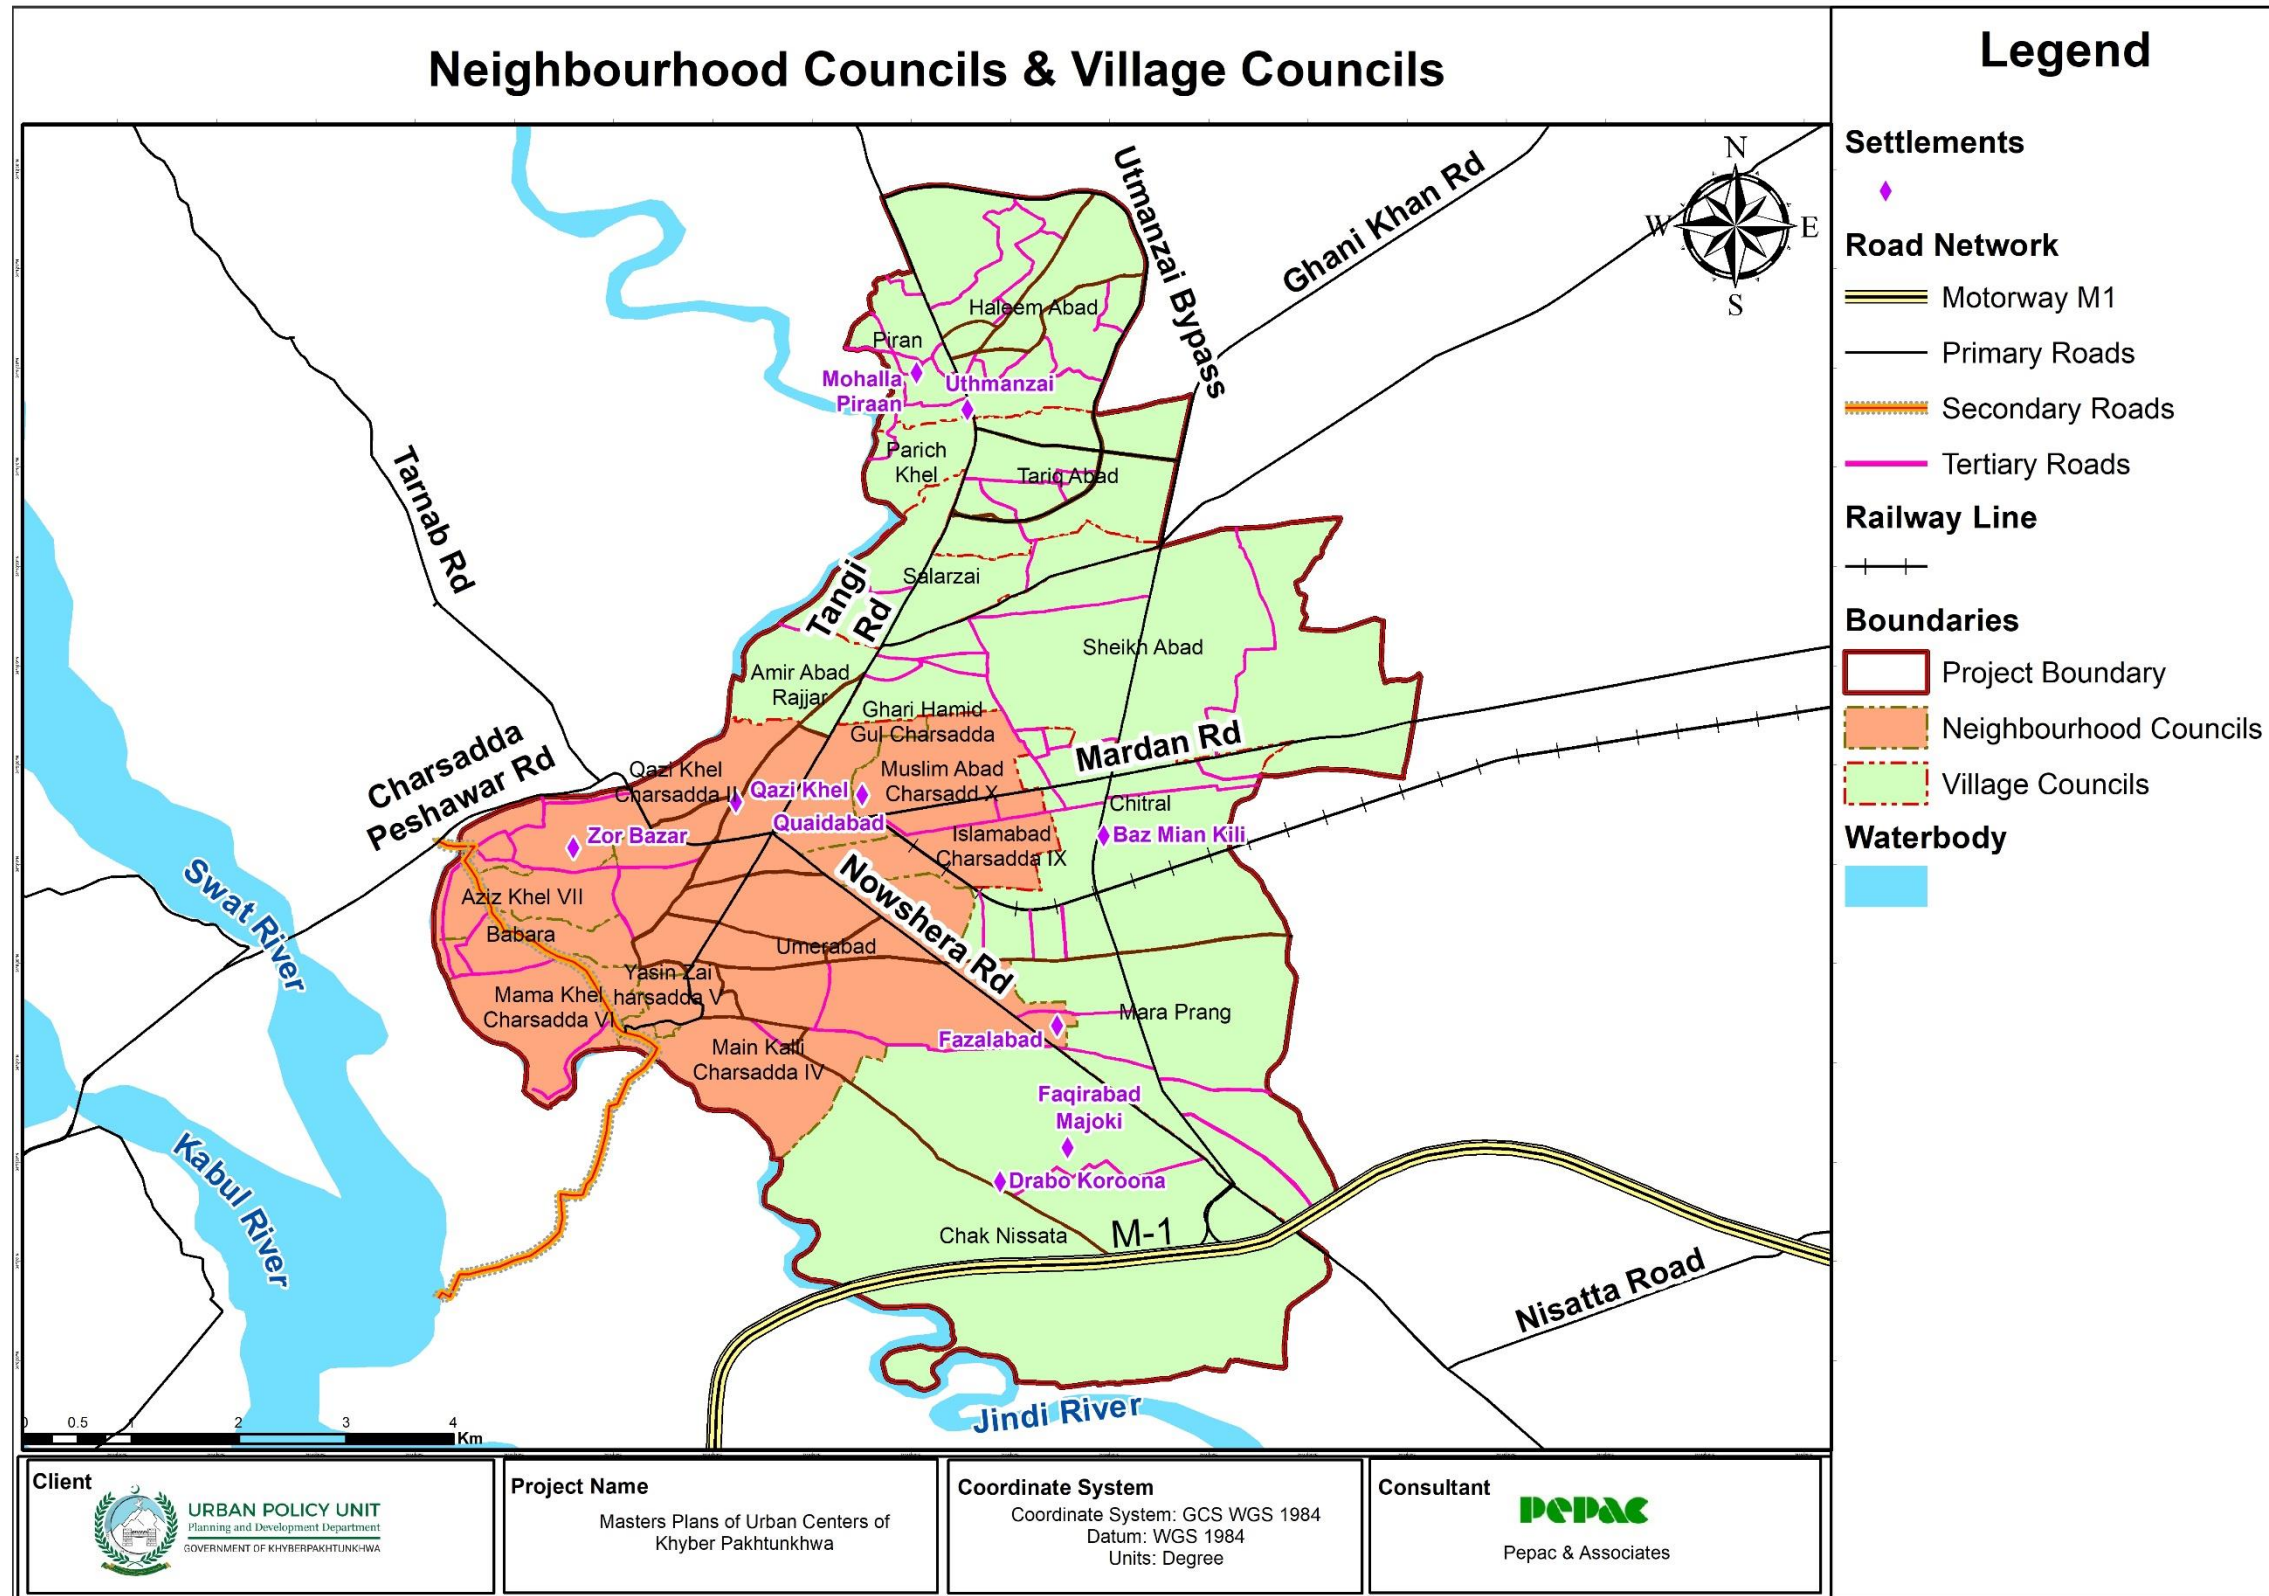 Neighbourhood Councils & Village Councils
Legend
Settlements
Road Network
Motorway M1
Primary Roads
Secondary Roads
Tertiary Roads
Railway Line
Boundaries
Project Boundary
Neighbourhood Councils
Village Councils
Waterbody
N
W
E
S
Utmanzai Bypass
Ghani Khan Rd
Haleem Abad
Piran
Mohalla
Piraan
Uthmanzai
Parich
Khel
Tariq Abad
Tarnab Rd
Salarzai
Tangi
Rd
Sheikh Abad
Amir Abad
Rajjar
Ghari Hamid
Gul Charsadda
Mardan Rd
Charsadda
Peshawar Rd
Qazi Khel
Charsadda II
Qazi Khel
Muslim Abad
Charsadd X
Chitral
Quaidabad
Zor Bazar
Islamabad
Charsadda IX
Baz Mian Kili
Nowshera Rd
Swat River
Aziz Khel VII
Babara
Umerabad
Yasin Zai
harsadda V
Mama Khel
Charsadda VI
Mara Prang
Fazalabad
Main Kalli
Charsadda IV
Faqirabad
Majoki
Drabo Koroona
Kabul River
Chak Nissata
M-1
Nisatta Road
Jindi River
0 0.5 1 2 3 4
Km
Client
URBAN POLICY UNIT
Planning and Development Department
GOVERNMENT OF KHYBERPAKHTUNKHWA
Project Name
Masters Plans of Urban Centers of
Khyber Pakhtunkhwa
Coordinate System
Coordinate System: GCS WGS 1984
Datum: WGS 1984
Units: Degree
Consultant
pepac
Pepac & Associates